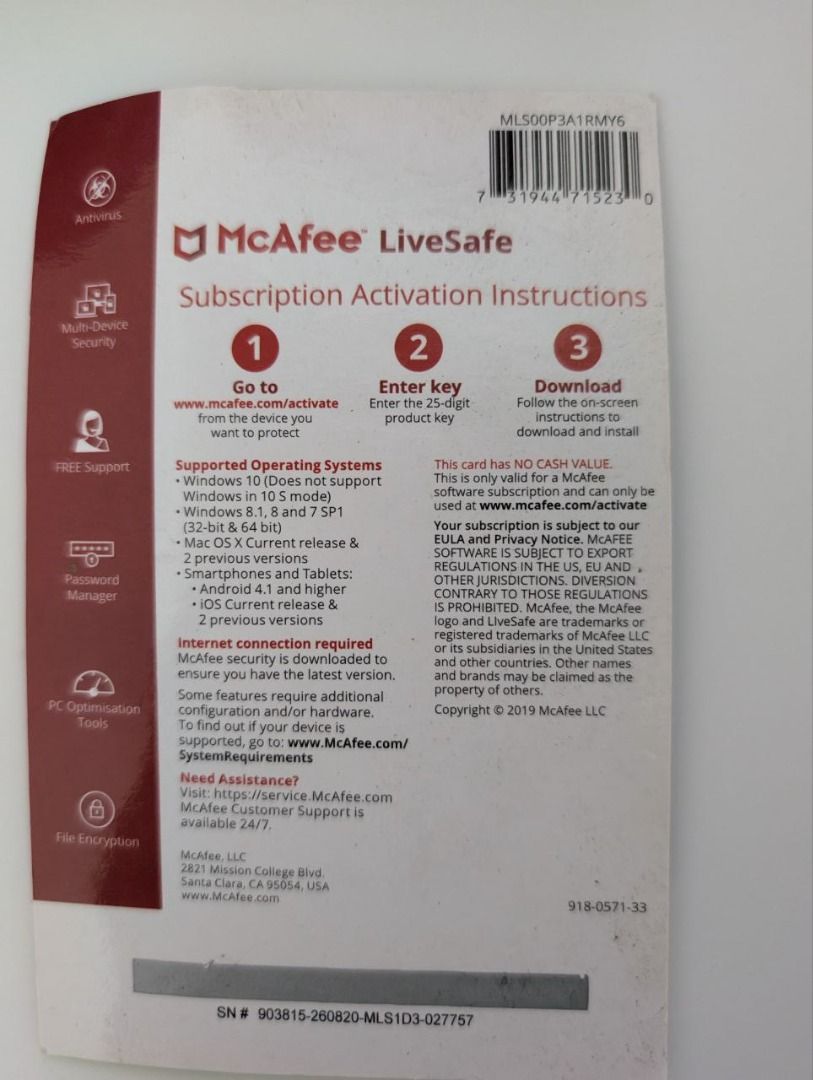 MLS00P3A1RMY6
7 31944 71523 0
McAfee™ LiveSafe
Subscription Activation Instructions
1
Go to
www.mcafee.com/activate
from the device you
want to protect
2
Enter key
Enter the 25-digit
product key
3
Download
Follow the on-screen
instructions to
download and install
Antivirus
Multi-Device
Security
FREE Support
Password
Manager
PC Optimisation
Tools
File Encryption
Supported Operating Systems
• Windows 10 (Does not support
Windows in 10 S mode)
• Windows 8.1, 8 and 7 SP1
(32-bit & 64 bit)
• Mac OS X Current release &
2 previous versions
• Smartphones and Tablets:
• Android 4.1 and higher
• iOS Current release &
2 previous versions
Internet connection required
McAfee security is downloaded to
ensure you have the latest version.
Some features require additional
configuration and/or hardware.
To find out if your device is
supported, go to: www.McAfee.com/
SystemRequirements
Need Assistance?
Visit: https://service.McAfee.com
McAfee Customer Support is
available 24/7.
McAfee, LLC
2821 Mission College Blvd.
Santa Clara, CA 95054, USA
www.McAfee.com
This card has NO CASH VALUE.
This is only valid for a McAfee
software subscription and can only be
used at www.mcafee.com/activate
Your subscription is subject to our
EULA and Privacy Notice. McAFEE
SOFTWARE IS SUBJECT TO EXPORT
REGULATIONS IN THE US, EU AND
OTHER JURISDICTIONS. DIVERSION
CONTRARY TO THOSE REGULATIONS
IS PROHIBITED. McAfee, the McAfee
logo and LiveSafe are trademarks or
registered trademarks of McAfee LLC
or its subsidiaries in the United States
and other countries. Other names
and brands may be claimed as the
property of others.
Copyright © 2019 McAfee LLC
918-0571-33
SN # 903815-260820-MLS1D3-027757